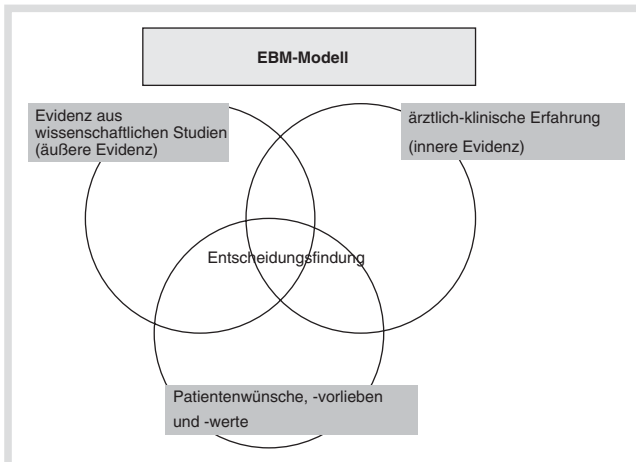 EBM-Modell
Evidenz aus
wissenschaftlichen Studien
(äußere Evidenz)
ärztlich-klinische Erfahrung
(innere Evidenz)
Entscheidungsfindung
Patientenwünsche, -vorlieben
und -werte